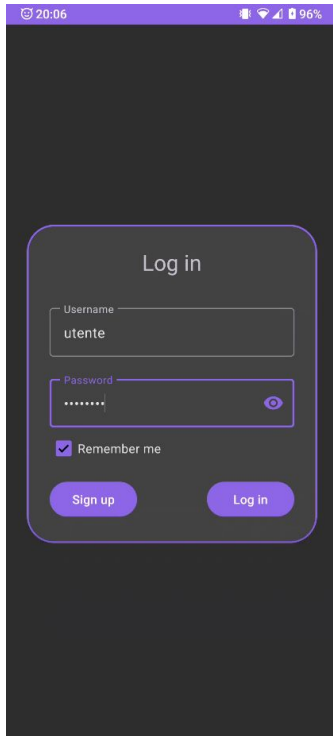 20:06
96%
Log in
Username
utente
Password
••••••••
Remember me
Sign up
Log in